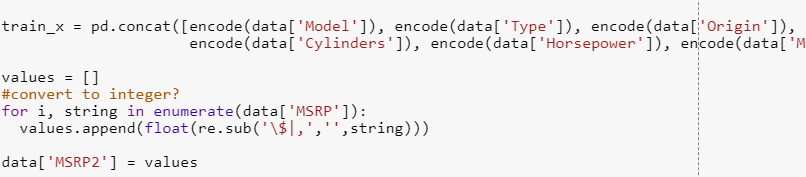 train_x = pd.concat([encode(data['Model']), encode(data['Type']), encode(data['Origin']),
encode(data['Cylinders']), encode(data['Horsepower']), encode(data['M
values = []
#convert to integer?
for i, string in enumerate(data['MSRP']):
values.append(float(re.sub('\$|,','',string)))
data['MSRP2'] = values